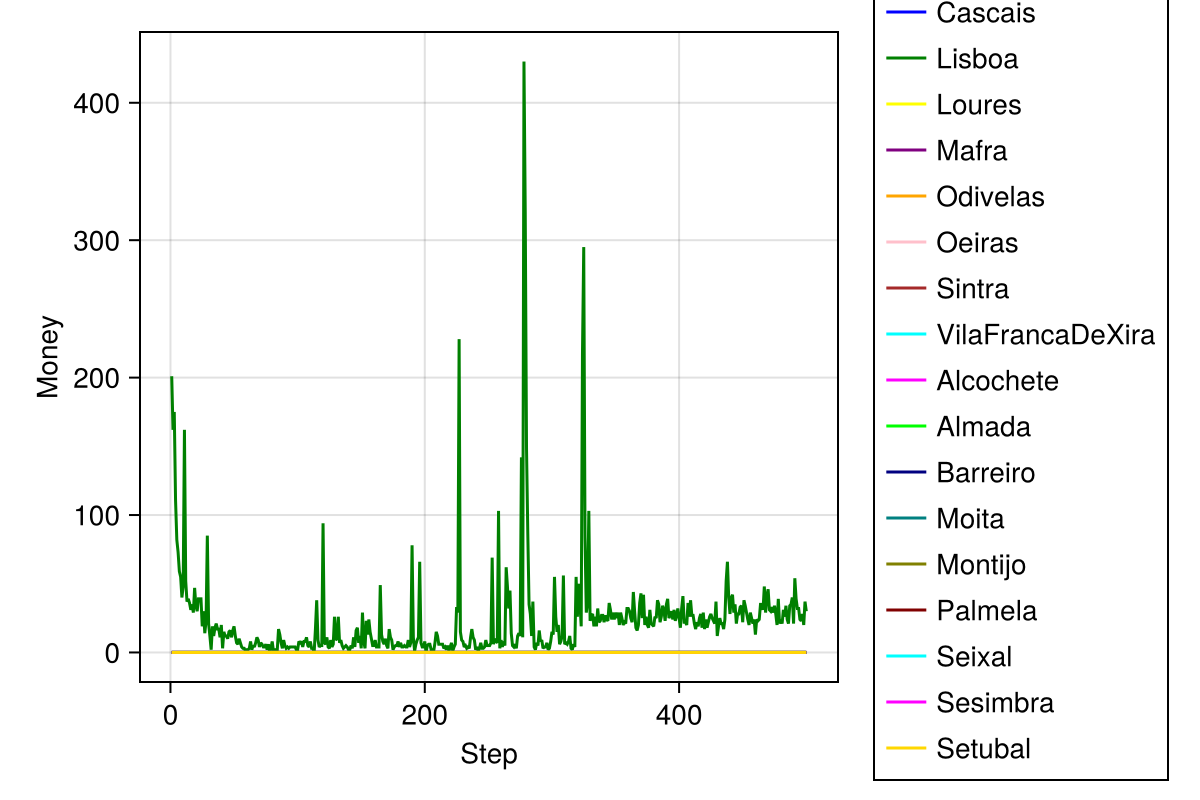 400
300
200
100
0
0
200
400
Money
Step
Cascais
Lisboa
Loures
Mafra
Odivelas
Oeiras
Sintra
VilaFrancaDeXira
Alcochete
Almada
Barreiro
Moita
Montijo
Palmela
Seixal
Sesimbra
Setubal